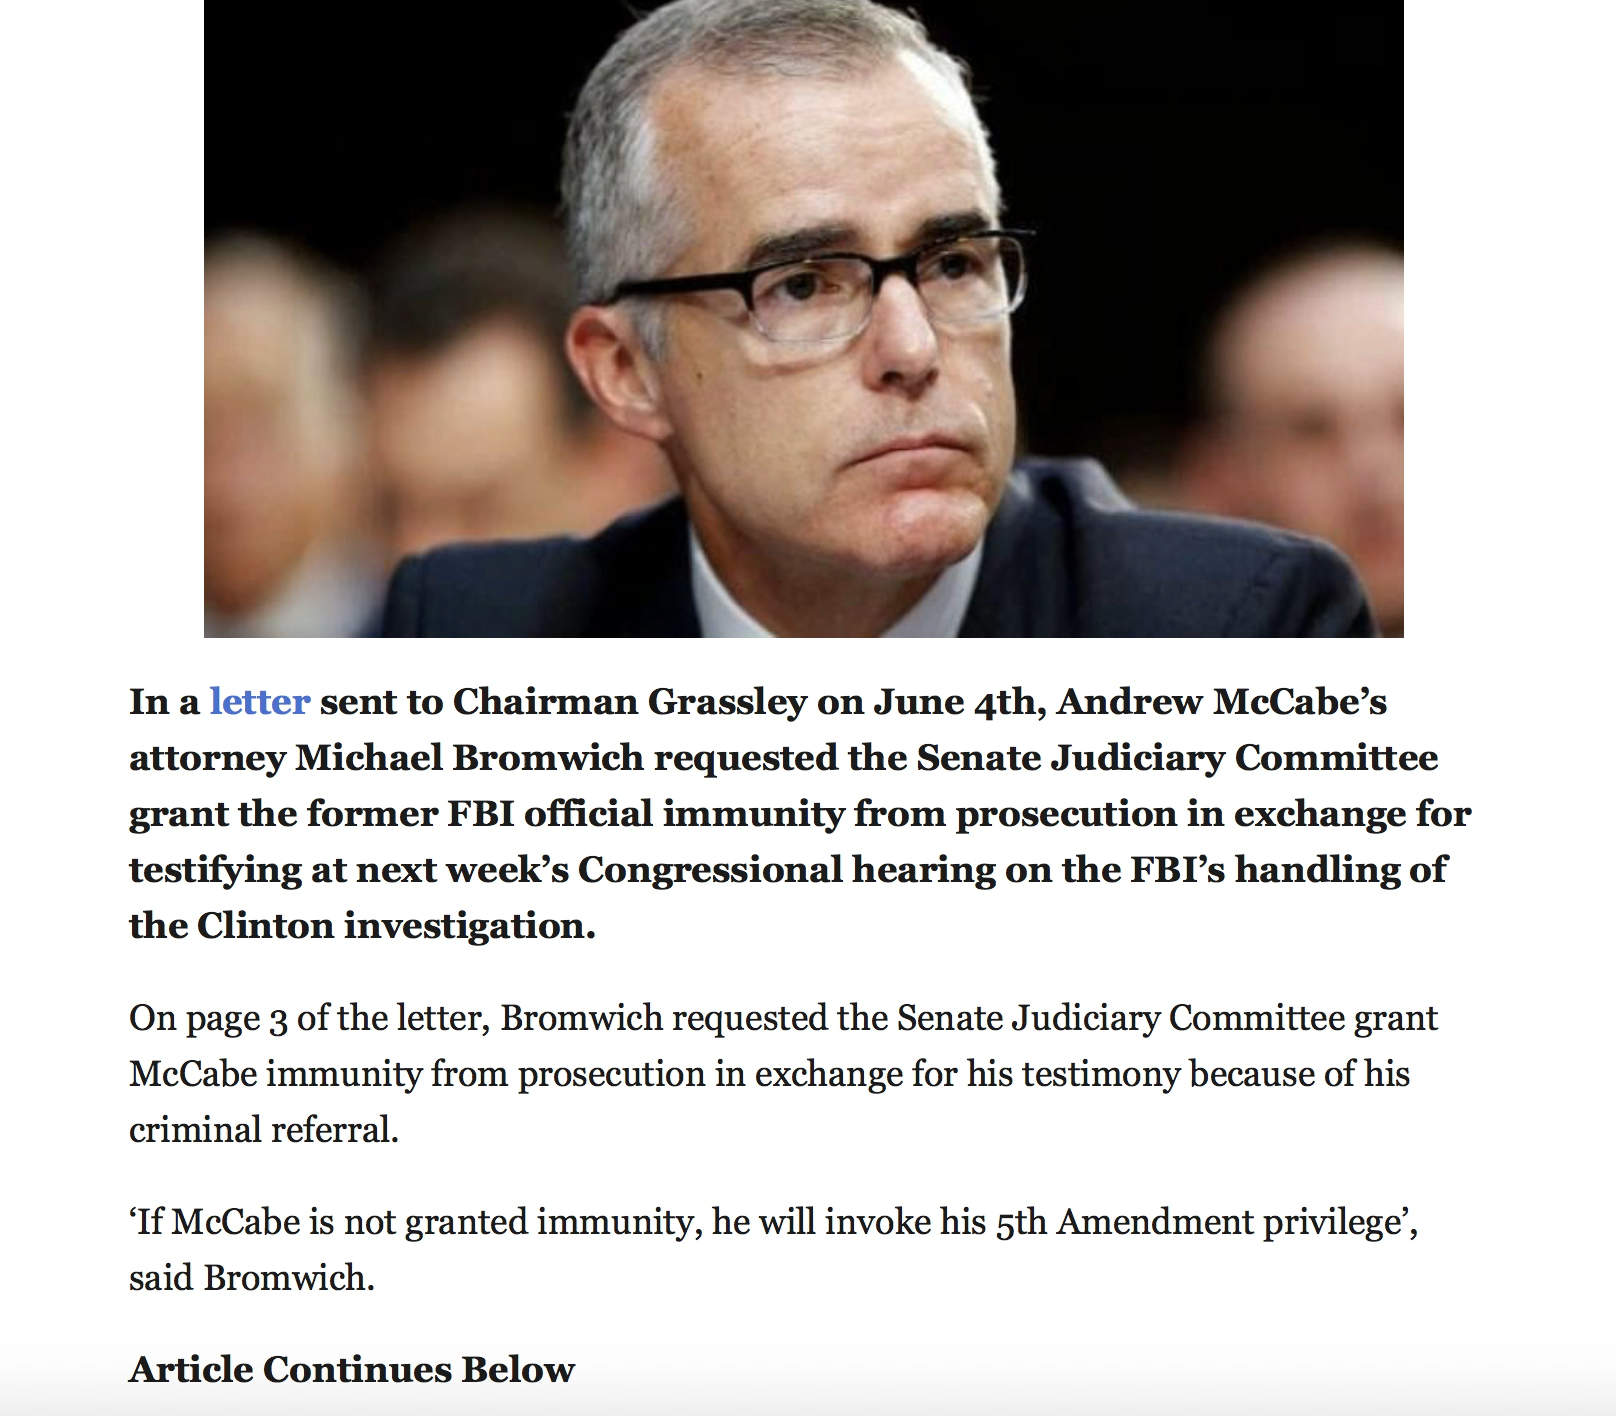 In a letter sent to Chairman Grassley on June 4th, Andrew McCabe’s
attorney Michael Bromwich requested the Senate Judiciary Committee
grant the former FBI official immunity from prosecution in exchange for
testifying at next week’s Congressional hearing on the FBI’s handling of
the Clinton investigation.
On page 3 of the letter, Bromwich requested the Senate Judiciary Committee grant
McCabe immunity from prosecution in exchange for his testimony because of his
criminal referral.
‘If McCabe is not granted immunity, he will invoke his 5th Amendment privilege’,
said Bromwich.
Article Continues Below